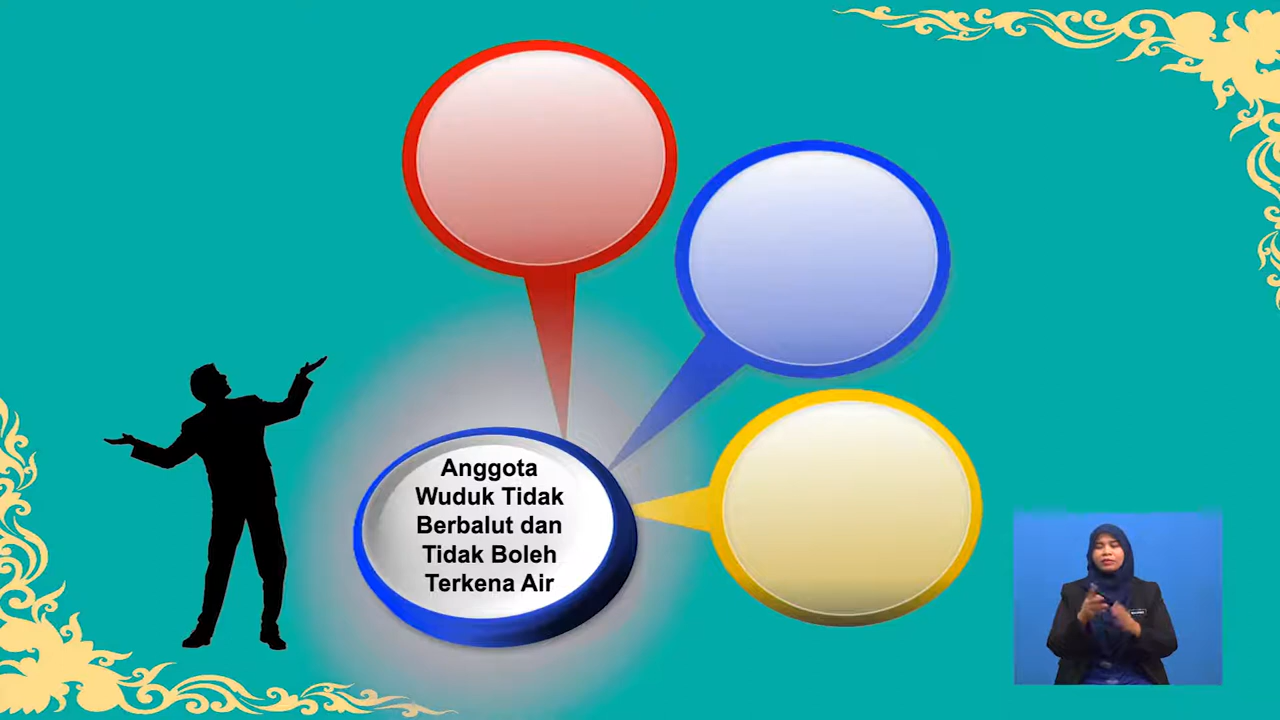 Anggota
Wuduk Tidak
Berbalut dan
Tidak Boleh
Terkena Air